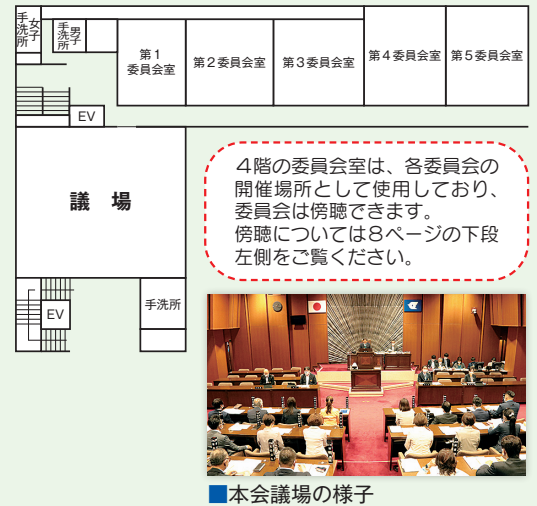 女子
手洗所
男子
手洗所
第1
委員会室
第2委員会室
第3委員会室
第4委員会室
第5委員会室
EV
議 場
4階の委員会室は、各委員会の
開催場所として使用しており、
委員会は傍聴できます。
傍聴については8ページの下段
左側をご覧ください。
EV
手洗所
■本会議場の様子